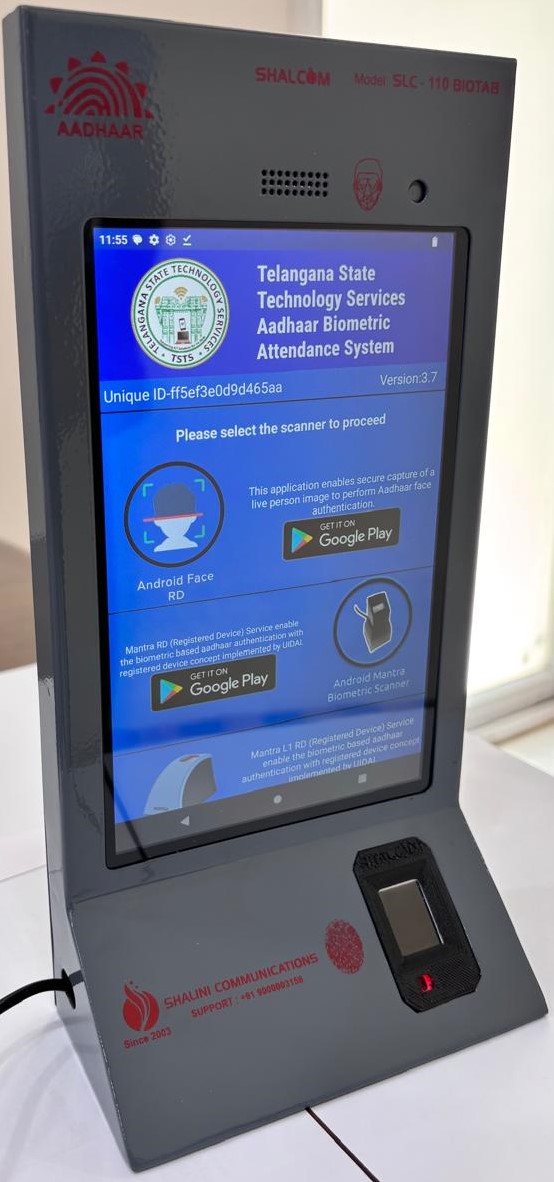 AADHAAR
SHALCOM
Model SLC - 110 BIOTAB
11:55
TELANGANA STATE TECHNOLOGY SERVICES
• TSTS •
Telangana State
Technology Services
Aadhaar Biometric
Attendance System
Unique ID-ff5ef3e0d9d465aa
Version:3.7
Please select the scanner to proceed
This application enables secure capture of a
live person image to perform Aadhaar face
authentication.
GET IT ON
Google Play
Android Face
RD
Mantra RD (Registered Device) Service enable
the biometric based aadhaar authentication with
registered device concept implemented by UIDAI.
GET IT ON
Google Play
Android Mantra
Biometric Scanner
Mantra L1 RD (Registered Device) Service
enable the biometric based aadhaar
authentication with registered device concept
implemented by UIDAI
SHALCOM
SHALINI COMMUNICATIONS
SUPPORT : +91 9000003158
Since 2003